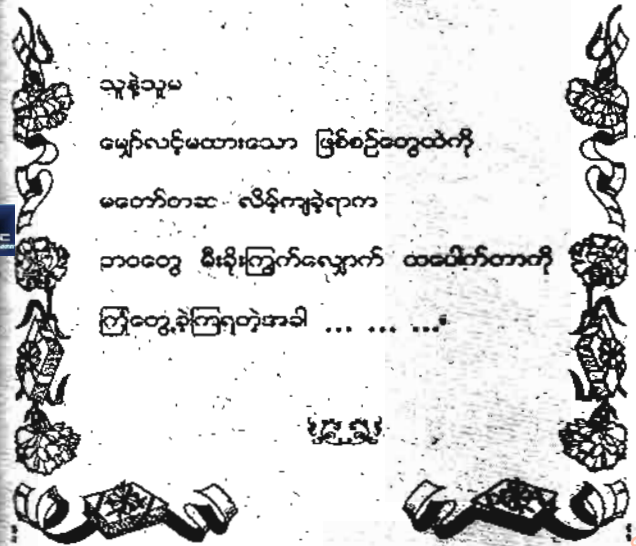 သူနဲ့သူမ
မျှော်လင့်မထားသော ဖြစ်စဉ်တွေထဲကို
မတော်တဆ လိမ့်ကျခဲ့ရာက
ဘဝတွေ မီးခိုးကြွက်လျှောက် ထပေါက်တာကို
ကြုံတွေ့ခဲ့ကြရတဲ့အခါ ... ... ...